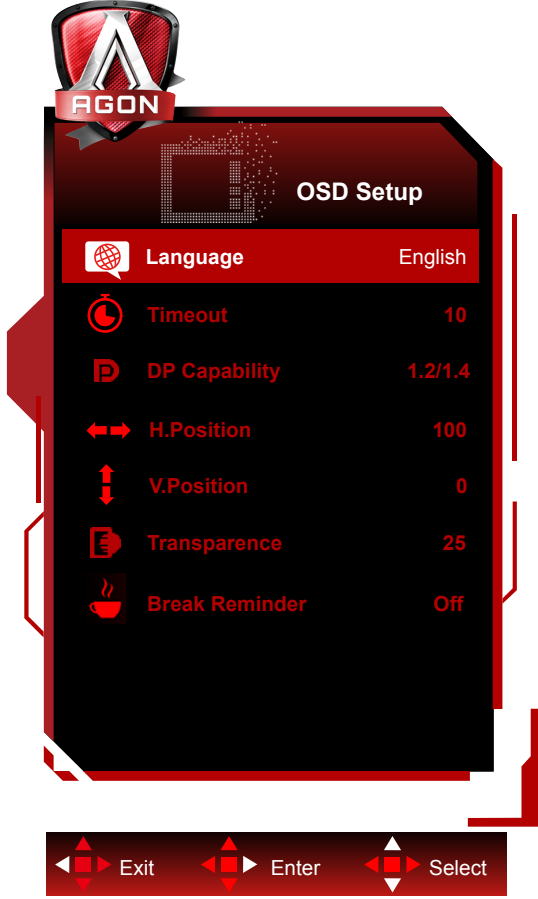 AGON
OSD Setup
Language English
Timeout 10
DP Capability 1.2/1.4
H.Position 100
V.Position 0
Transparence 25
Break Reminder Off
Exit Enter Select